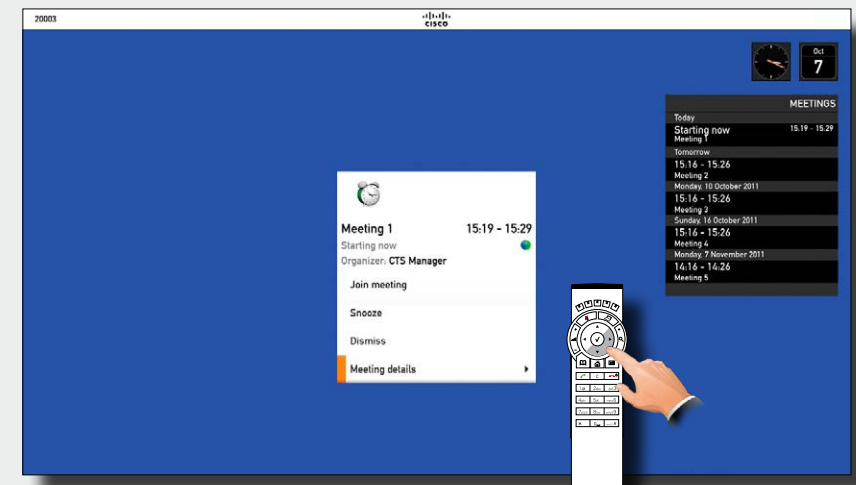 20003
CISCO
Oct
7
MEETINGS
Today
Starting now 15.19 - 15.29
Meeting 1
Tomorrow
15:16 - 15:26
Meeting 2
Monday, 10 October 2011
15:16 - 15:26
Meeting 3
Sunday, 16 October 2011
15:16 - 15:26
Meeting 4
Monday, 7 November 2011
14:16 - 14:26
Meeting 5
Meeting 1 15:19 - 15:29
Starting now
Organizer: CTS Manager
Join meeting
Snooze
Dismiss
Meeting details